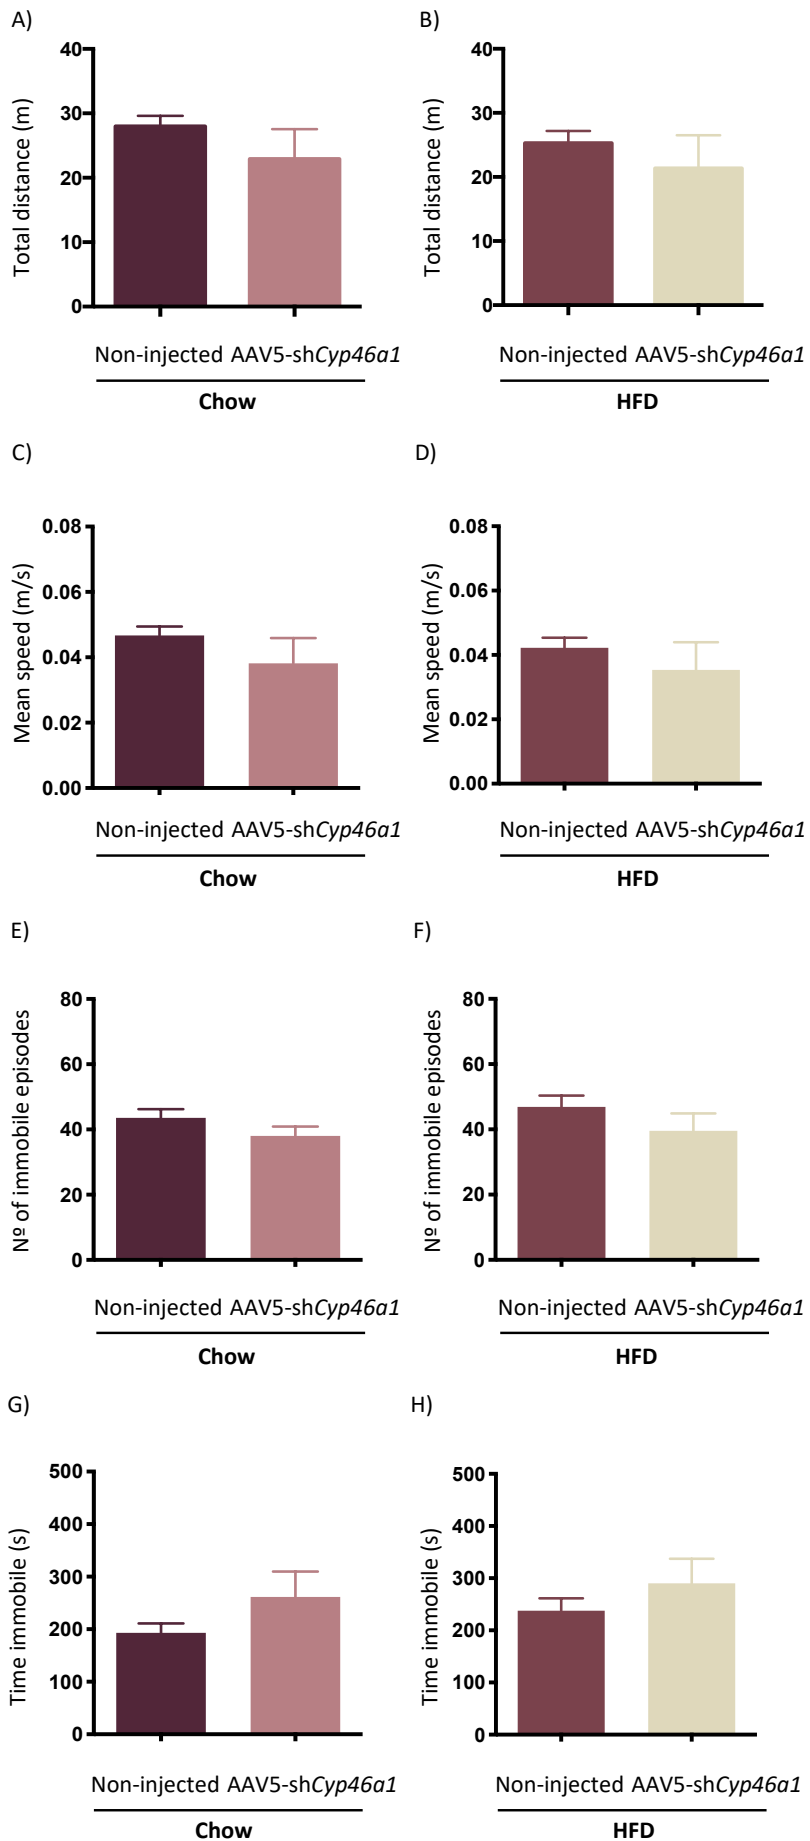 A)
B)
Total distance (m)
40
30
20
10
0
Non-injected AAV5-shCyp46a1
Chow
Total distance (m)
40
30
20
10
0
Non-injected AAV5-shCyp46a1
HFD
C)
D)
Mean speed (m/s)
0.08
0.06
0.04
0.02
0.00
Non-injected AAV5-shCyp46a1
Chow
Mean speed (m/s)
0.08
0.06
0.04
0.02
0.00
Non-injected AAV5-shCyp46a1
HFD
E)
F)
Nº of immobile episodes
80
60
40
20
0
Non-injected AAV5-shCyp46a1
Chow
Nº of immobile episodes
80
60
40
20
0
Non-injected AAV5-shCyp46a1
HFD
G)
H)
Time immobile (s)
500
400
300
200
100
0
Non-injected AAV5-shCyp46a1
Chow
Time immobile (s)
500
400
300
200
100
0
Non-injected AAV5-shCyp46a1
HFD